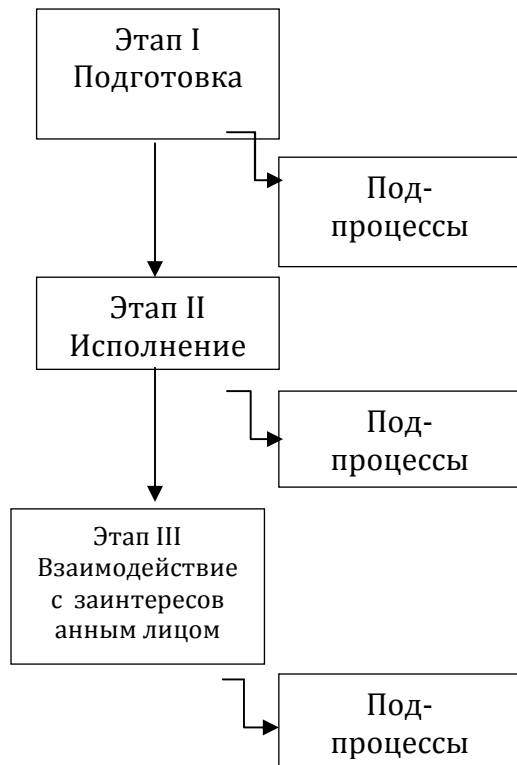 Этап I
Подготовка
Под-
процессы
Этап II
Исполнение
Под-
процессы
Этап III
Взаимодействие
с заинтересов
анным лицом
Под-
процессы